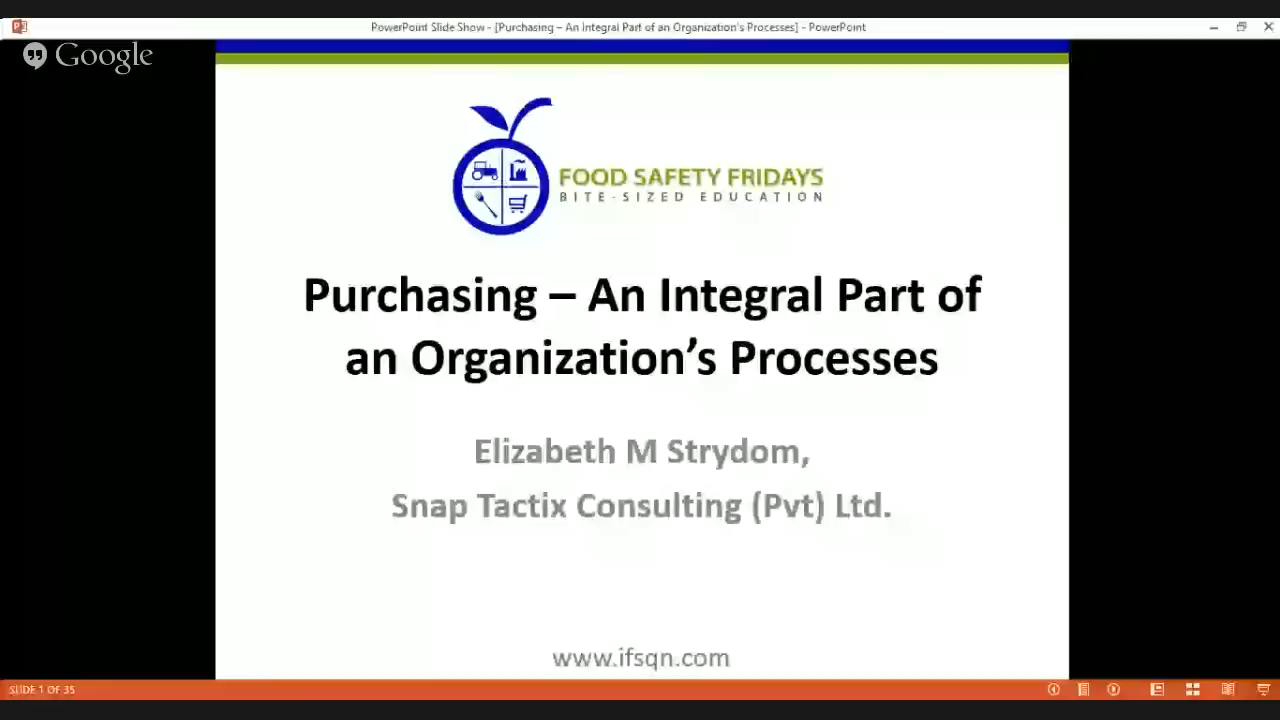 PowerPoint Slide Show - [Purchasing – An Integral Part of an Organization's Processes] - PowerPoint
Google
FOOD SAFETY FRIDAYS
BITE-SIZED EDUCATION
Purchasing – An Integral Part of
an Organization’s Processes
Elizabeth M Strydom,
Snap Tactix Consulting (Pvt) Ltd.
www.ifsqn.com
SLIDE 1 OF 35